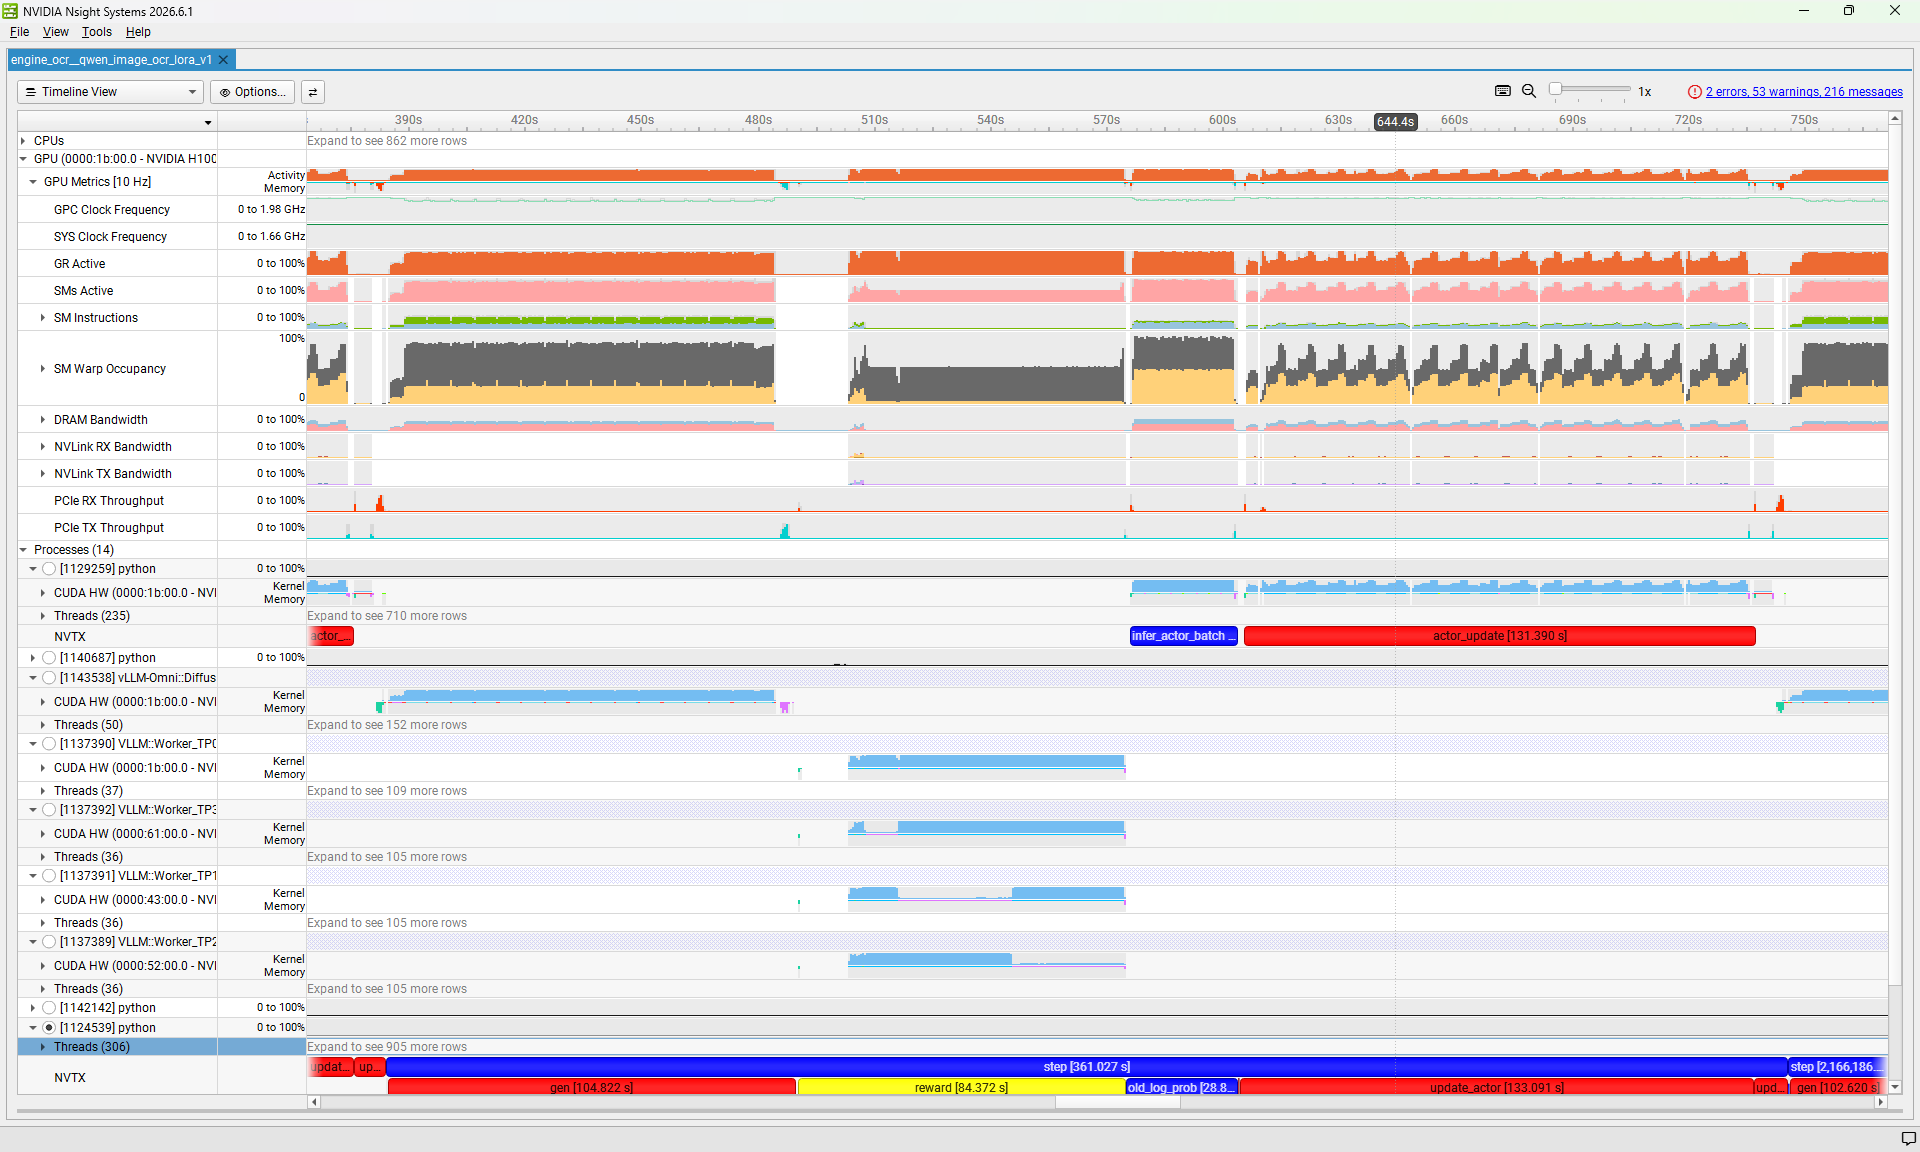 NVIDIA Nsight Systems 2026.6.1
File View Tools Help
engine_ocr__qwen_image_ocr_lora_v1
Timeline View Options... 1x 2 errors, 53 warnings, 216 messages
390s 420s 450s 480s 510s 540s 570s 600s 630s 644.4s 660s 690s 720s 750s
CPUs Expand to see 862 more rows
GPU (0000:1b:00.0 - NVIDIA H100
GPU Metrics [10 Hz] Activity
Memory
GPC Clock Frequency 0 to 1.98 GHz
SYS Clock Frequency 0 to 1.66 GHz
GR Active 0 to 100%
SMs Active 0 to 100%
SM Instructions 0 to 100%
100%
SM Warp Occupancy
0
DRAM Bandwidth 0 to 100%
NVLink RX Bandwidth 0 to 100%
NVLink TX Bandwidth 0 to 100%
PCIe RX Throughput 0 to 100%
PCIe TX Throughput 0 to 100%
Processes (14)
[1129259] python 0 to 100%
CUDA HW (0000:1b:00.0 - NVI Kernel
Memory
Threads (235) Expand to see 710 more rows
NVTX actor_... infer_actor_batch ... actor_update [131.390 s]
[1140687] python 0 to 100%
[1143538] vLLM-Omni::Diffus
CUDA HW (0000:1b:00.0 - NVI Kernel
Memory
Threads (50) Expand to see 152 more rows
[1137390] VLLM::Worker_TP0
CUDA HW (0000:1b:00.0 - NVI Kernel
Memory
Threads (37) Expand to see 109 more rows
[1137392] VLLM::Worker_TP3
CUDA HW (0000:61:00.0 - NVI Kernel
Memory
Threads (36) Expand to see 105 more rows
[1137391] VLLM::Worker_TP1
CUDA HW (0000:43:00.0 - NVI Kernel
Memory
Threads (36) Expand to see 105 more rows
[1137389] VLLM::Worker_TP2
CUDA HW (0000:52:00.0 - NVI Kernel
Memory
Threads (36) Expand to see 105 more rows
[1142142] python 0 to 100%
[1124539] python 0 to 100%
Threads (306) Expand to see 905 more rows
updat... up... step [361.027 s] step [2,166,186....
NVTX
gen [104.822 s] reward [84.372 s] old_log_prob [28.8... update_actor [133.091 s] upd... gen [102.620 s]